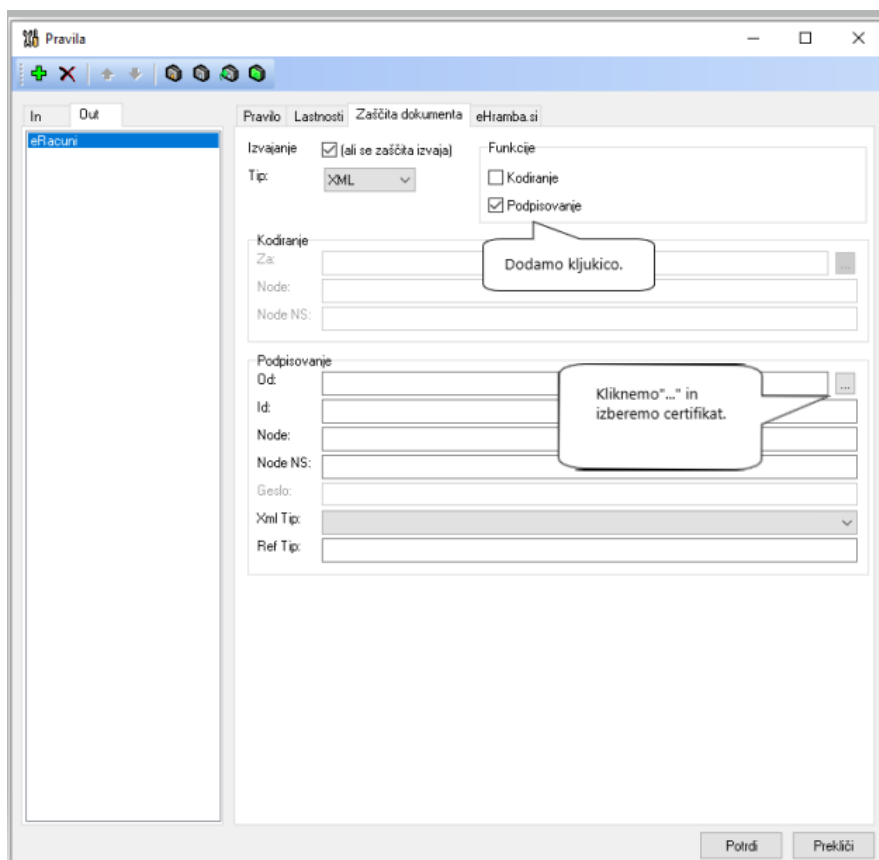 Pravila
In Out
eRacuni
Pravilo Lastnosti Zaščita dokumenta eHramba.si
Izvajanje (ali se zaščita izvaja)
Tip: XML
Funkcije
Kodiranje
Podpisovanje
Dodamo kljukico.
Kodiranje
Za: ...
Node:
Node NS:
Podpisovanje
Od: ...
Kliknemo"..." in
izberemo certifikat.
Id:
Node:
Node NS:
Geslo:
Xml Tip:
Ref Tip:
Potrdi Prekliči